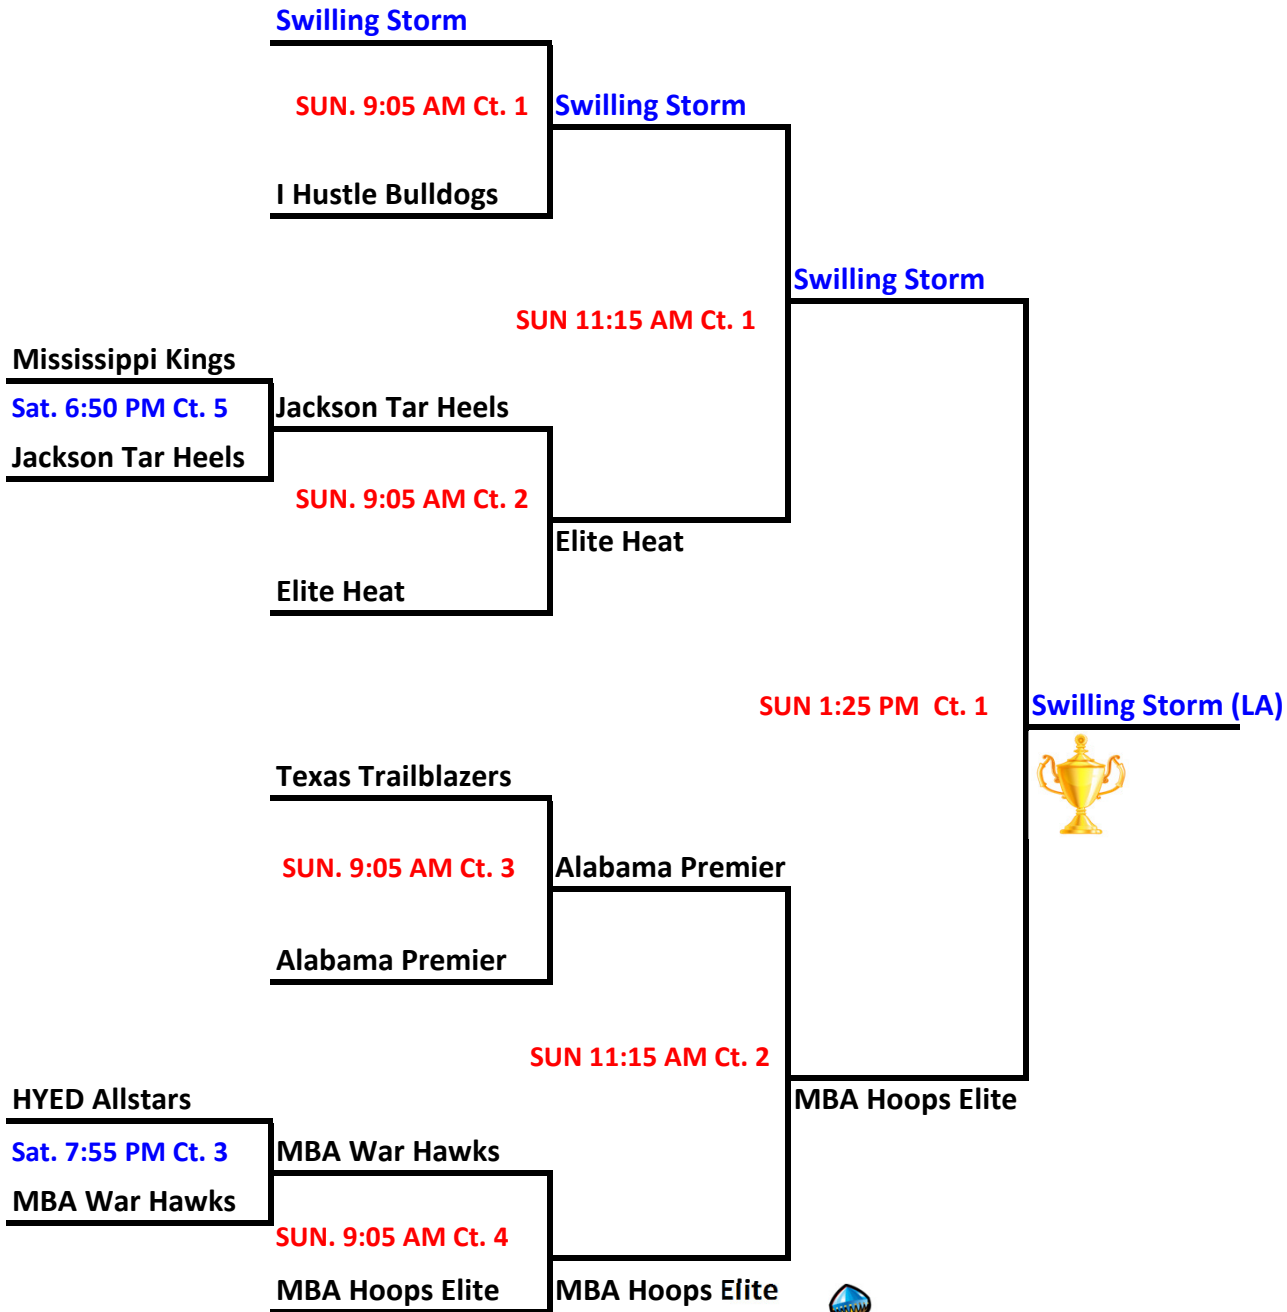 Swilling Storm
SUN. 9:05 AM Ct. 1
Swilling Storm
I Hustle Bulldogs
Swilling Storm
SUN 11:15 AM Ct. 1
Mississippi Kings
Sat. 6:50 PM Ct. 5
Jackson Tar Heels
Jackson Tar Heels
SUN. 9:05 AM Ct. 2
Elite Heat
Elite Heat
SUN 1:25 PM  Ct. 1
Swilling Storm (LA)
Texas Trailblazers
SUN. 9:05 AM Ct. 3
Alabama Premier
Alabama Premier
SUN 11:15 AM Ct. 2
HYED Allstars
MBA Hoops Elite
Sat. 7:55 PM Ct. 3
MBA War Hawks
MBA War Hawks
SUN. 9:05 AM Ct. 4
MBA Hoops Elite
MBA Hoops Elite